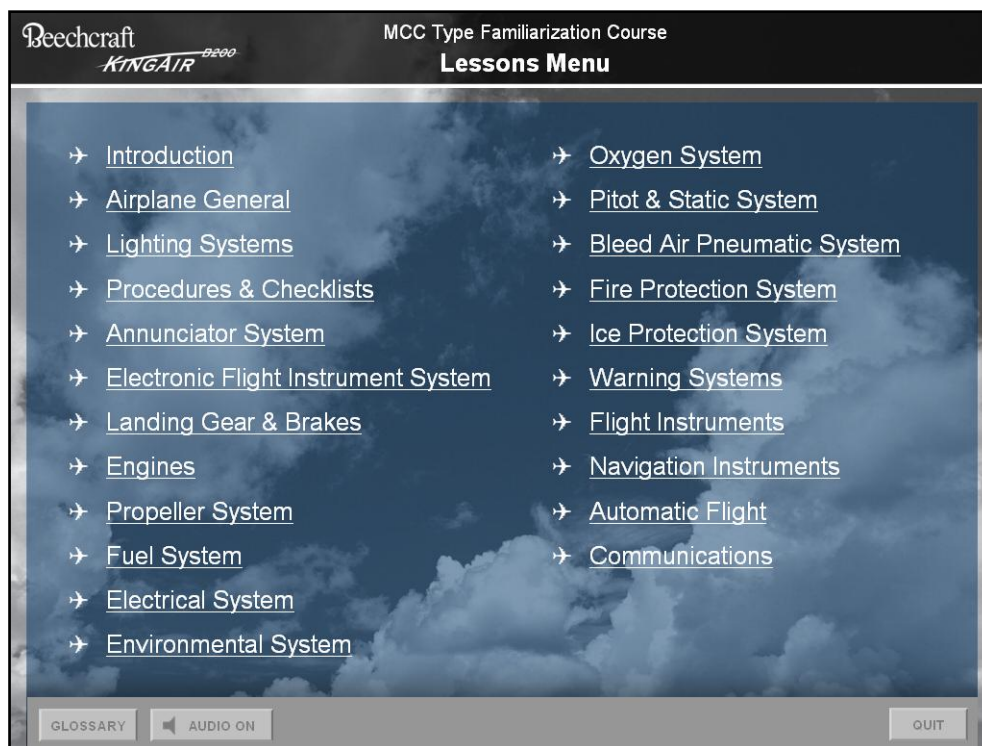 Beechcraft
KINGAIR B200
MCC Type Familiarization Course
Lessons Menu
Introduction
Airplane General
Lighting Systems
Procedures & Checklists
Annunciator System
Electronic Flight Instrument System
Landing Gear & Brakes
Engines
Propeller System
Fuel System
Electrical System
Environmental System
Oxygen System
Pitot & Static System
Bleed Air Pneumatic System
Fire Protection System
Ice Protection System
Warning Systems
Flight Instruments
Navigation Instruments
Automatic Flight
Communications
GLOSSARY
AUDIO ON
QUIT